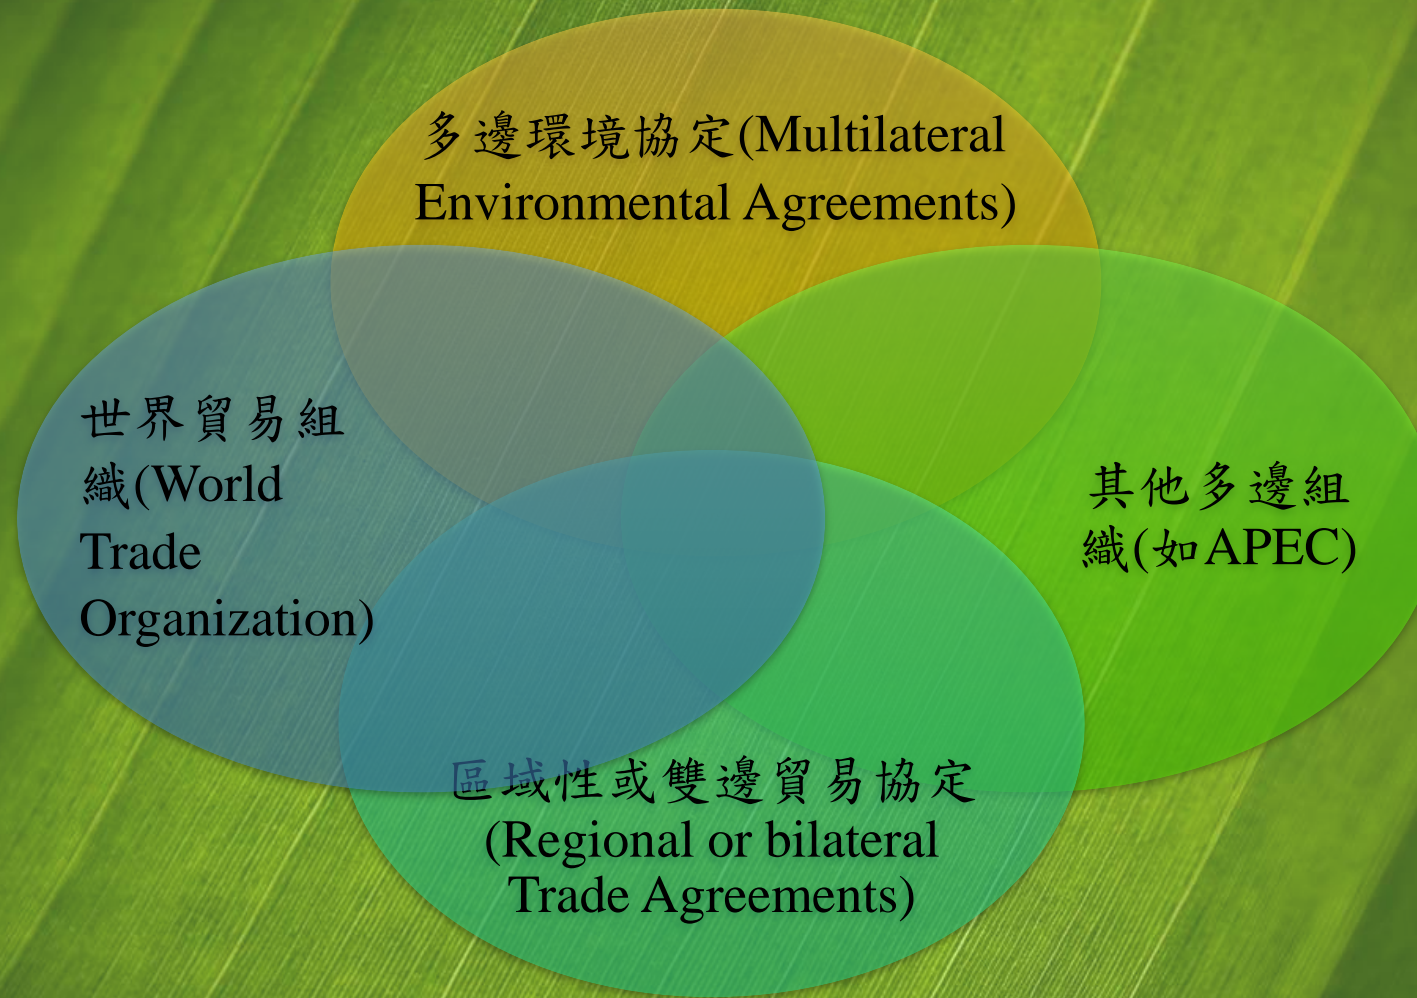 多邊環境協定(Multilateral
Environmental Agreements)
世界貿易組
織(World
Trade
Organization)
其他多邊組
織(如APEC)
區域性或雙邊貿易協定
(Regional or bilateral
Trade Agreements)